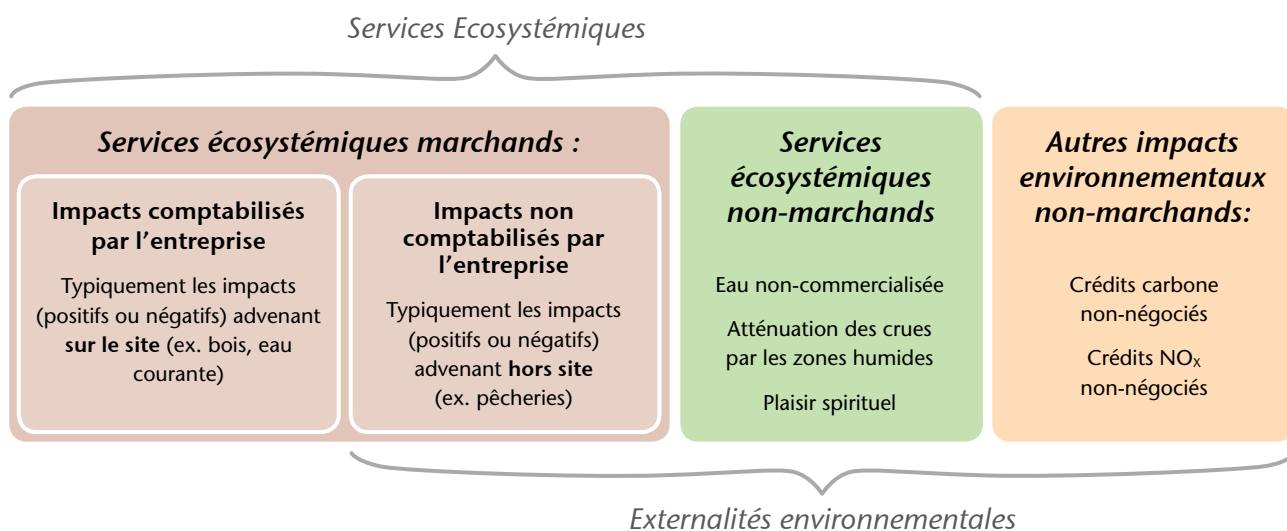 Services Ecosystémiques
Services écosystémiques marchands :
Impacts comptabilisés
par l'entreprise
Typiquement les impacts
(positifs ou négatifs) advenant
sur le site (ex. bois, eau
courante)
Impacts non
comptabilisés par
l'entreprise
Typiquement les impacts
(positifs ou négatifs)
advenant hors site
(ex. pêcheries)
Services
écosystémiques
non-marchands
Eau non-commercialisée
Atténuation des crues
par les zones humides
Plaisir spirituel
Autres impacts
environnementaux
non-marchands:
Crédits carbone
non-négociés
Crédits NOₓ
non-négociés
Externalités environnementales